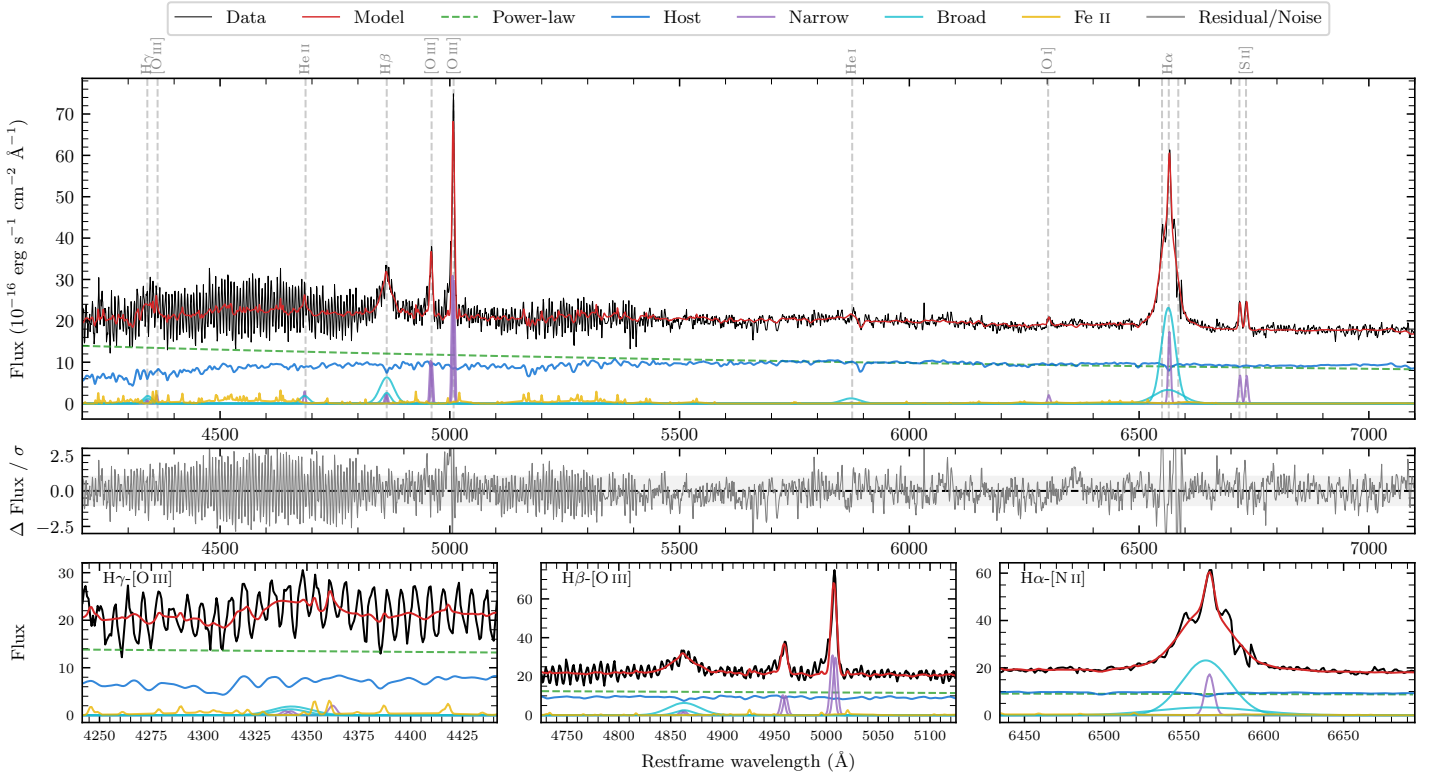 Data Model Power-law Host Narrow Broad Fe II Residual/Noise
Hγ [O III] He II Hβ [O III] [O III] He I [O I] Hα [S II]
Flux (10⁻¹⁶ erg s⁻¹ cm⁻² Å⁻¹)
70
60
50
40
30
20
10
0
4500 5000 5500 6000 6500 7000
Δ Flux / σ
2.5
0.0
−2.5
4500 5000 5500 6000 6500 7000
Hγ-[O III]
Flux
30
20
10
0
4250 4275 4300 4325 4350 4375 4400 4425
Hβ-[O III]
60
40
20
0
4750 4800 4850 4900 4950 5000 5050 5100
Hα-[N II]
60
40
20
0
6450 6500 6550 6600 6650
Restframe wavelength (Å)